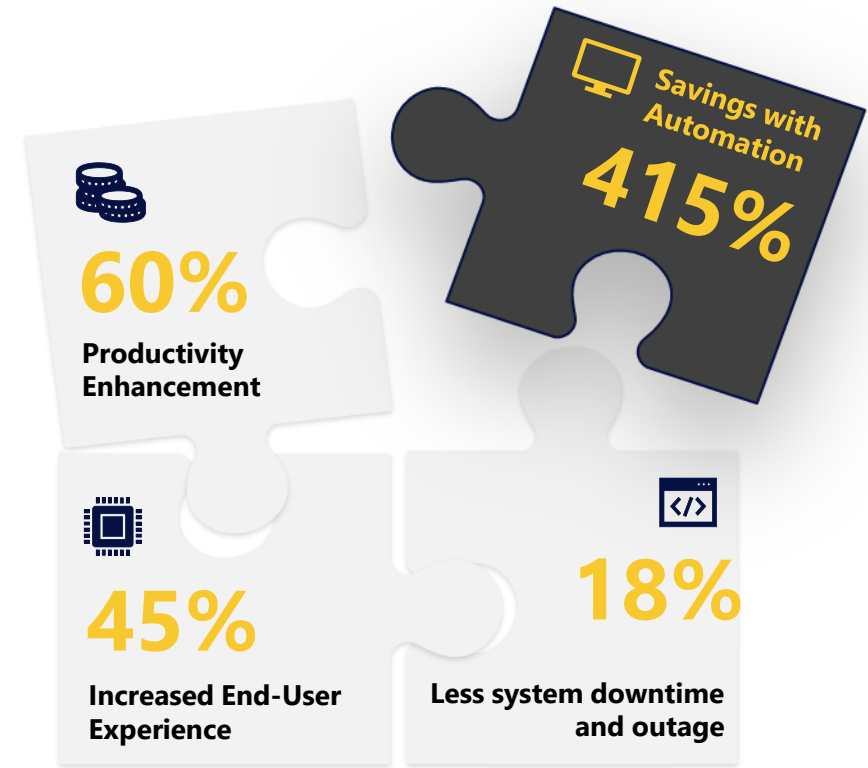 Savings with
Automation
415%
60%
Productivity
Enhancement
45%
Increased End-User
Experience
18%
Less system downtime
and outage